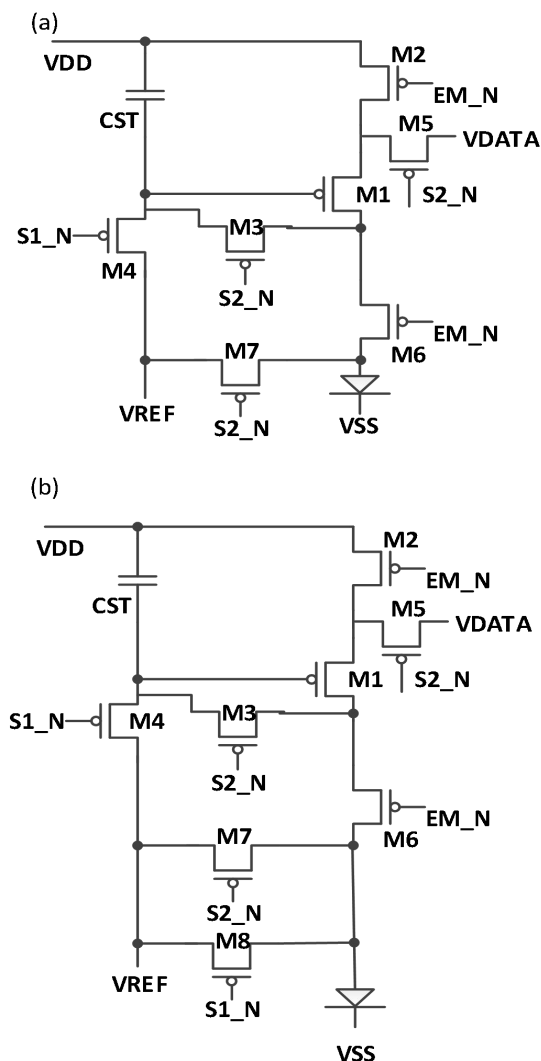 (a)
VDD
M2
EM_N
CST
M5
VDATA
M1
S2_N
S1_N
M3
M4
S2_N
EM_N
M7
M6
VREF
S2_N
VSS
(b)
VDD
M2
EM_N
CST
M5
VDATA
M1
S2_N
S1_N
M4
M3
S2_N
EM_N
M7
M6
S2_N
M8
VREF
S1_N
VSS